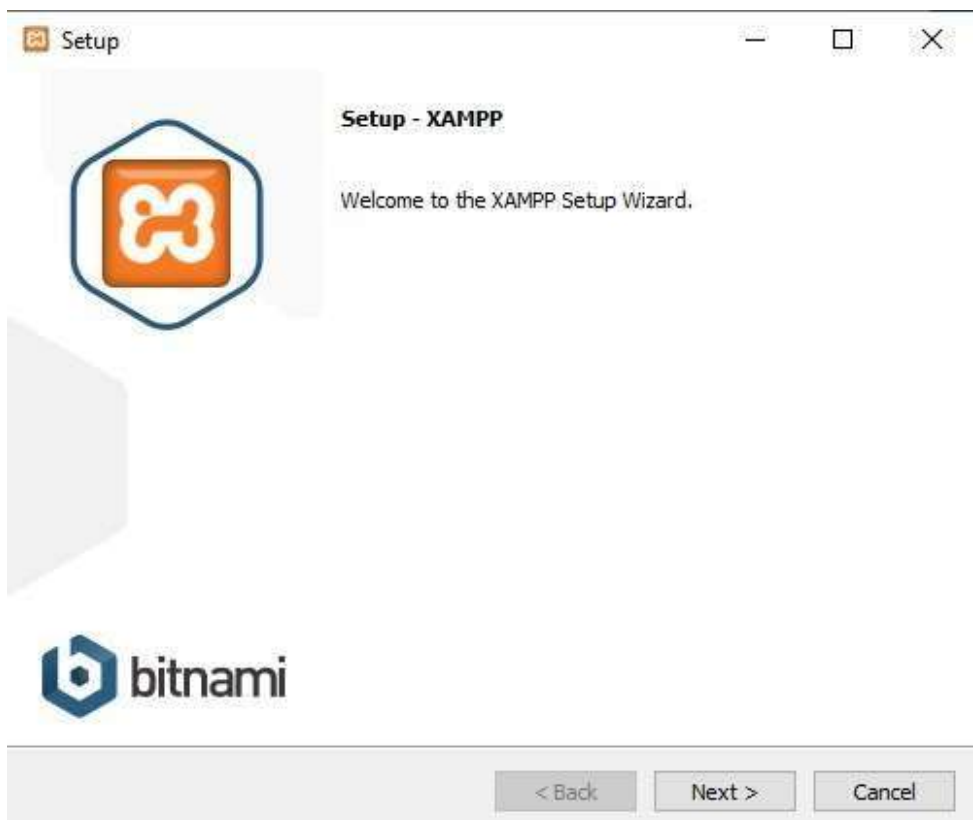 Setup
Setup - XAMPP
Welcome to the XAMPP Setup Wizard.
bitnami
< Back
Next >
Cancel